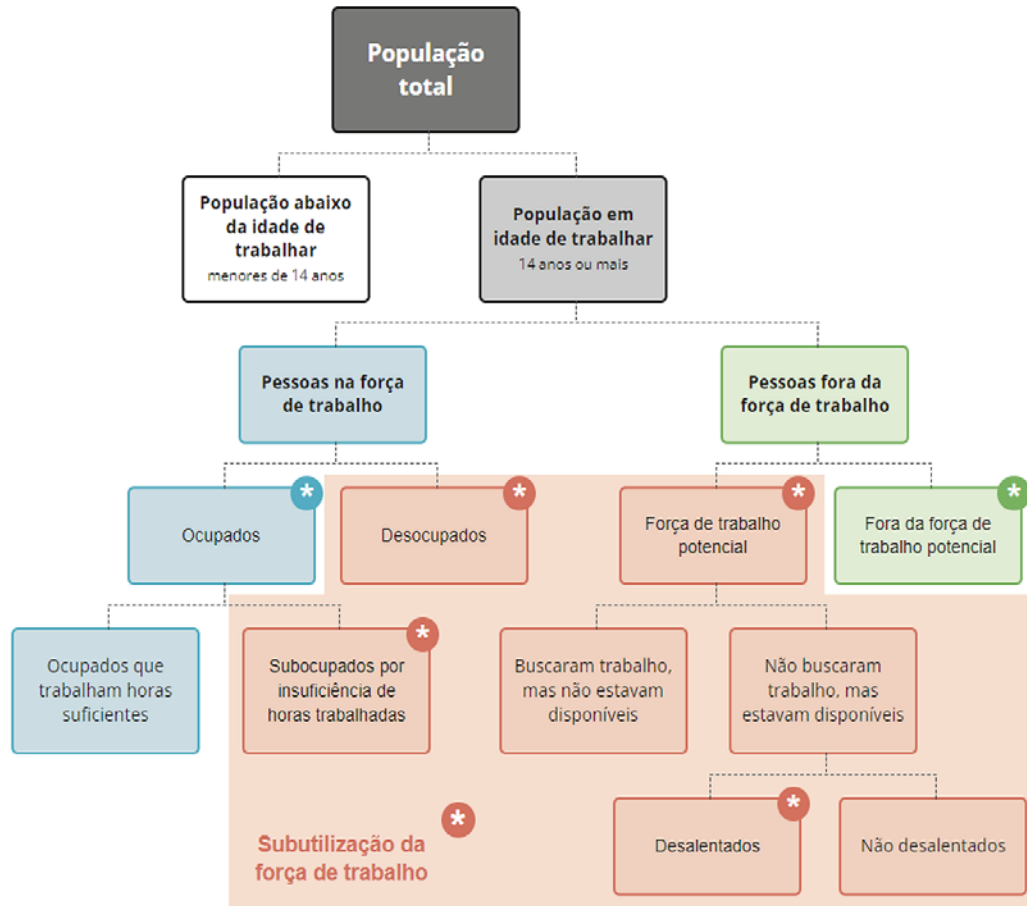 População
total
População abaixo
da idade de
trabalhar
menores de 14 anos
População em
idade de trabalhar
14 anos ou mais
Pessoas na força
de trabalho
Pessoas fora da
força de trabalho
Ocupados
*
Desocupados
*
Força de trabalho
potencial
*
Fora da força de
trabalho potencial
*
Ocupados que
trabalham horas
suficientes
Subocupados por
insuficiência de
horas trabalhadas
*
Buscaram trabalho,
mas não estavam
disponíveis
Não buscaram
trabalho, mas
estavam disponíveis
Desalentados
*
Não desalentados
Subutilização da
força de trabalho
*